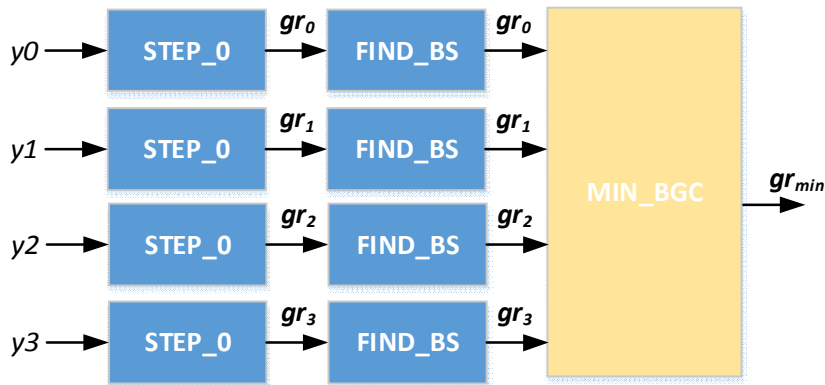 gr0 gr0
y0 STEP_0 FIND_BS
gr1 gr1
y1 STEP_0 FIND_BS
MIN_BGC grmin
gr2 gr2
y2 STEP_0 FIND_BS
gr3 gr3
y3 STEP_0 FIND_BS